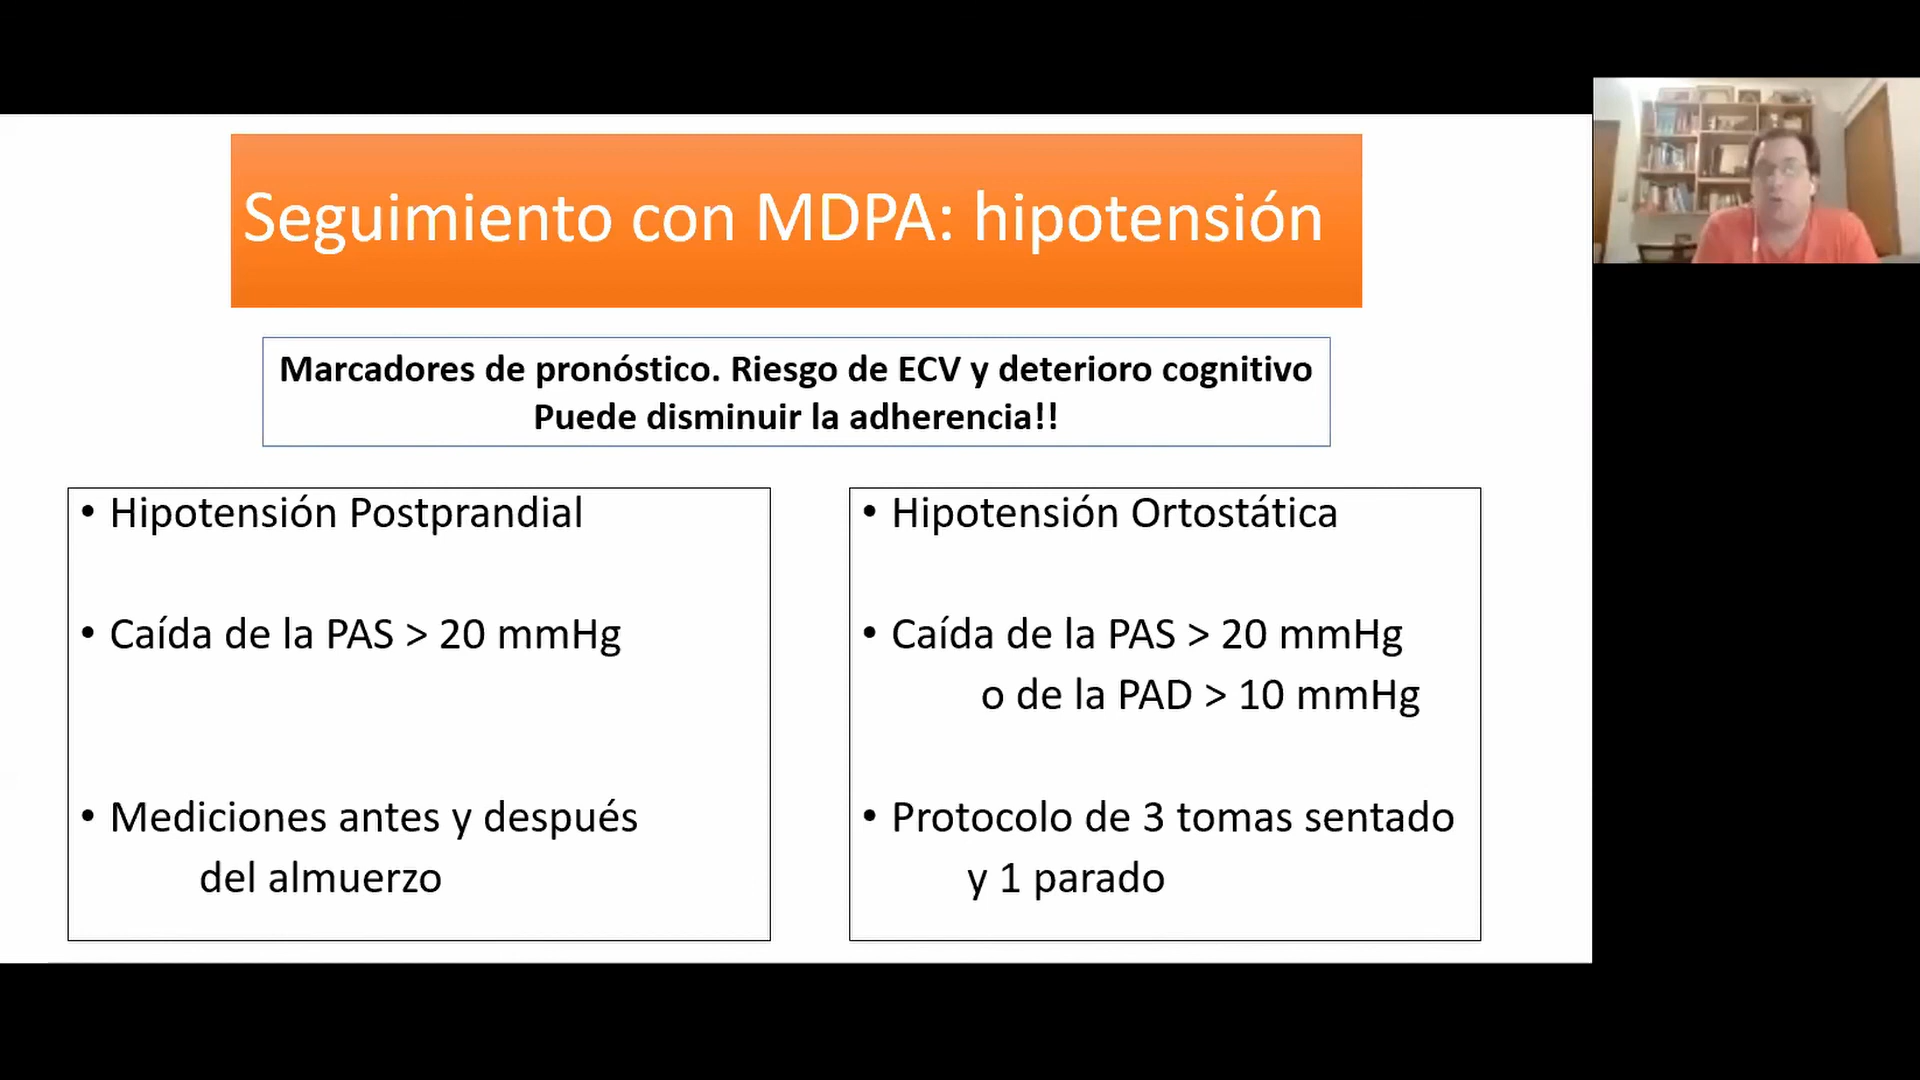 Seguimiento con MDPA: hipotensión
Marcadores de pronóstico. Riesgo de ECV y deterioro cognitivo
Puede disminuir la adherencia!!
• Hipotensión Postprandial
• Caída de la PAS > 20 mmHg
• Mediciones antes y después
del almuerzo
• Hipotensión Ortostática
• Caída de la PAS > 20 mmHg
o de la PAD > 10 mmHg
• Protocolo de 3 tomas sentado
y 1 parado